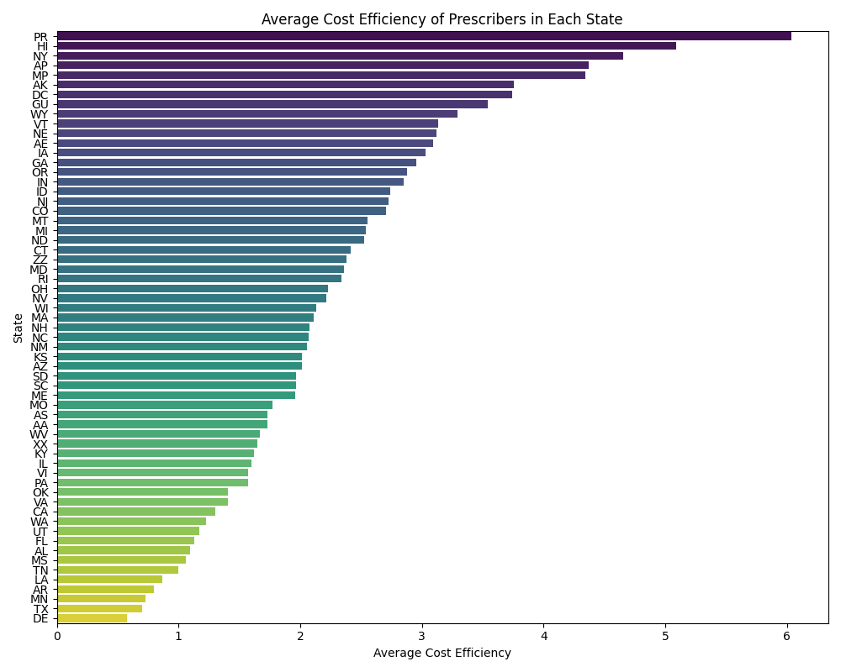 Average Cost Efficiency of Prescribers in Each State
PR
HI
NY
AP
MP
AK
DC
GU
WY
VT
NE
AE
IA
GA
OR
IN
ID
NJ
CO
MT
MI
ND
CT
ZZ
MD
RI
OH
NV
WI
MA
NH
NC
NM
KS
AZ
SD
SC
ME
MO
AS
AA
WV
XX
KY
IL
VI
PA
OK
VA
CA
WA
UT
FL
AL
MS
TN
LA
AR
MN
TX
DE
State
0 1 2 3 4 5 6
Average Cost Efficiency